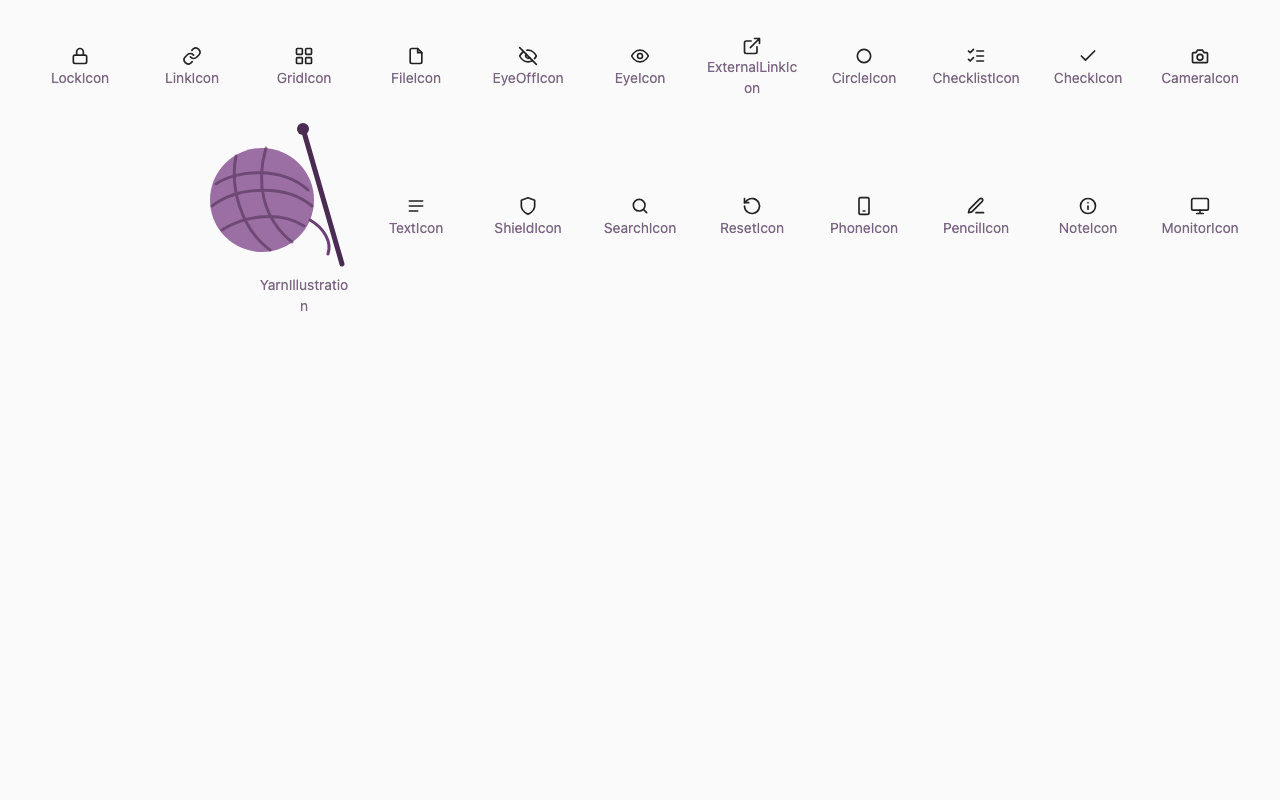 LockIcon
LinkIcon
GridIcon
FileIcon
EyeOffIcon
EyeIcon
ExternalLinkIc
on
CircleIcon
ChecklistIcon
CheckIcon
CameraIcon
YarnIllustratio
n
TextIcon
ShieldIcon
SearchIcon
ResetIcon
PhoneIcon
PencilIcon
NoteIcon
MonitorIcon